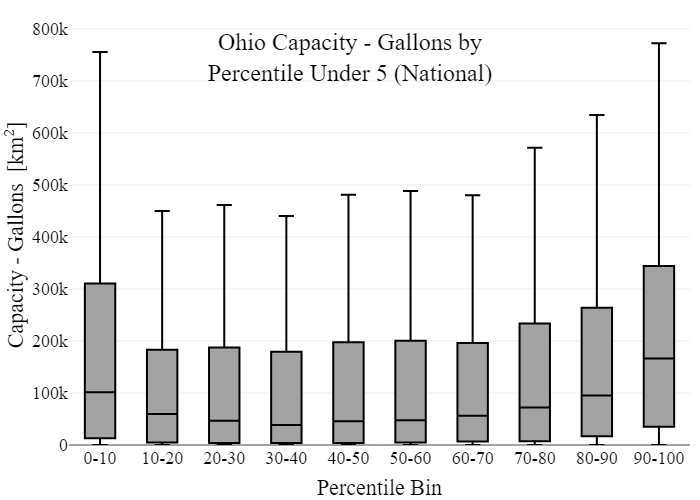 Ohio Capacity - Gallons by
Percentile Under 5 (National)
Capacity - Gallons [km²]
800k
700k
600k
500k
400k
300k
200k
100k
0
0-10 10-20 20-30 30-40 40-50 50-60 60-70 70-80 80-90 90-100
Percentile Bin